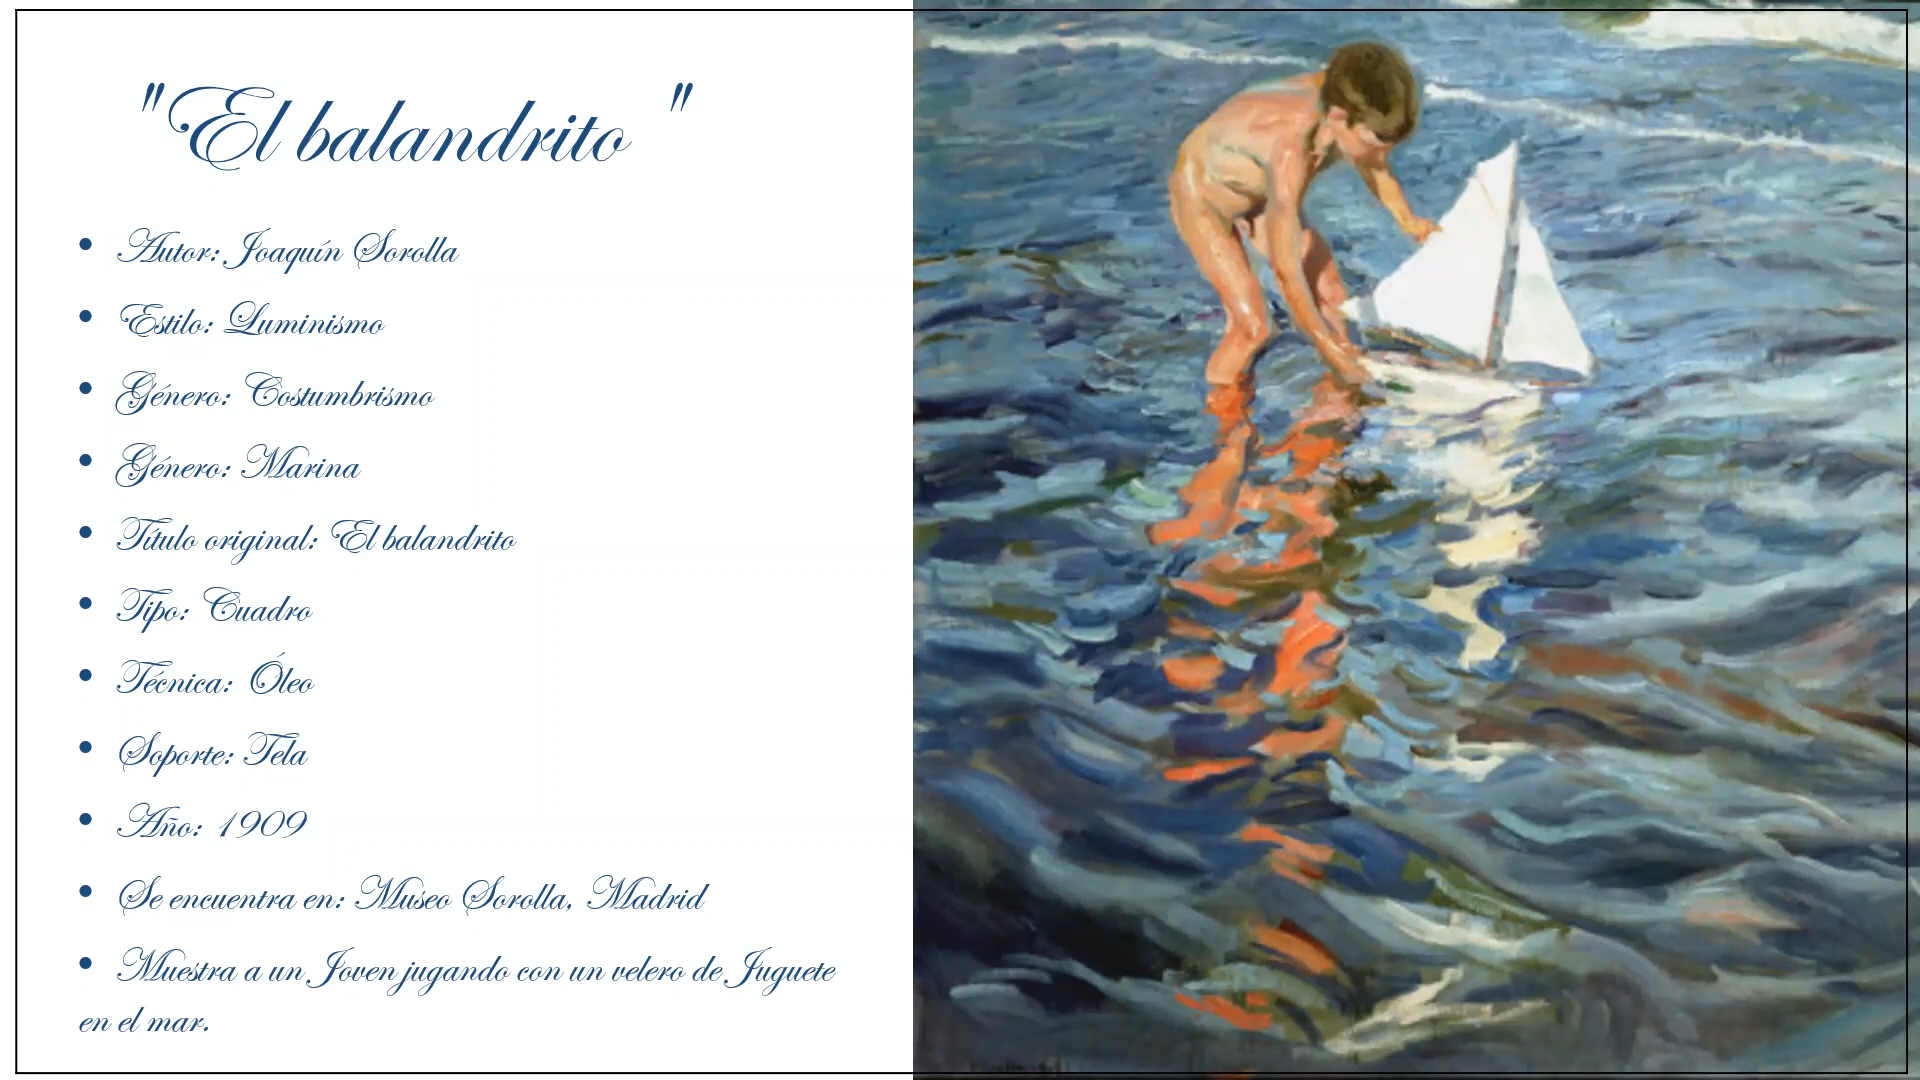 "El balandrito "
• Autor: Joaquín Sorolla
• Estilo: Luminismo
• Género: Costumbrismo
• Género: Marina
• Título original: El balandrito
• Tipo: Cuadro
• Técnica: Óleo
• Soporte: Tela
• Año: 1909
• Se encuentra en: Museo Sorolla, Madrid
• Muestra a un Joven jugando con un velero de Juguete
en el mar.